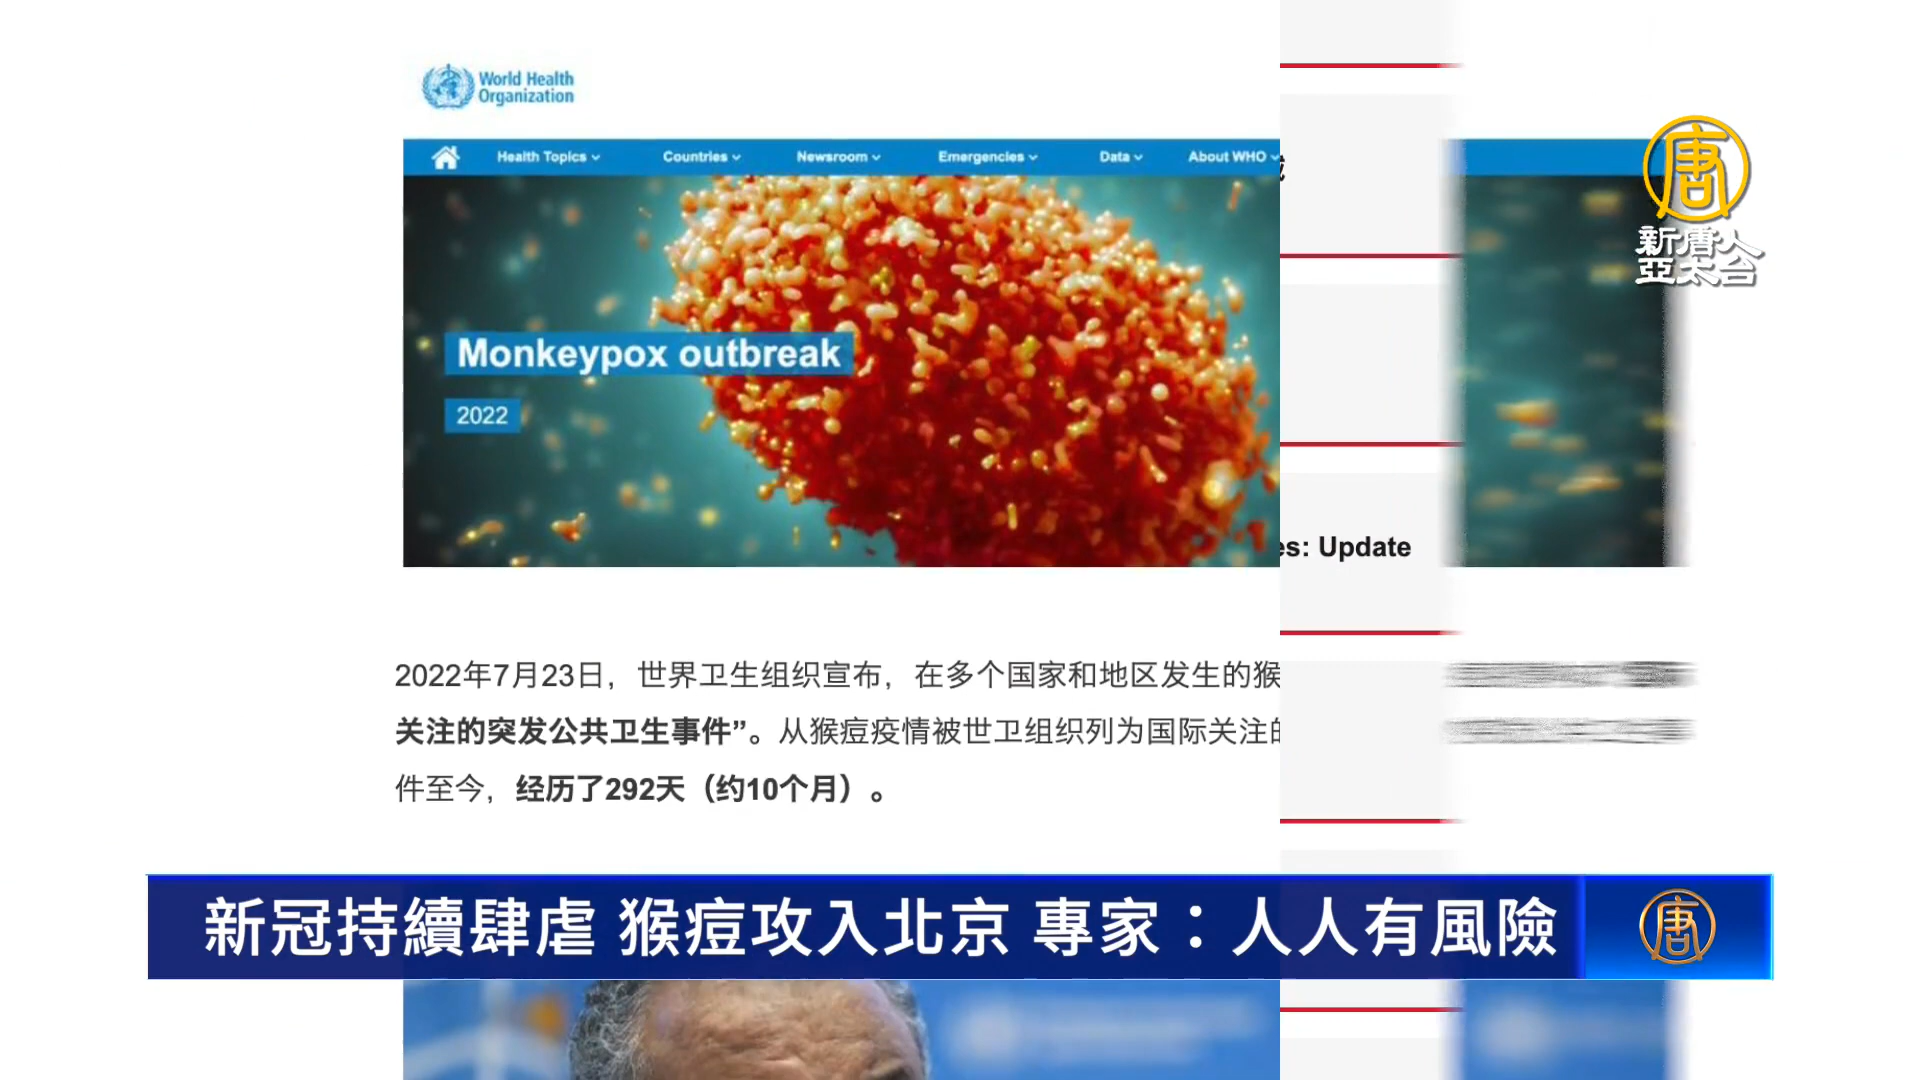 World Health
Organization
Health Topics
Countries
Newsroom
Emergencies
Data
About WHO
唐
新唐人
亞太台
Monkeypox outbreak
2022
es: Update
2022年7月23日，世界卫生组织宣布，在多个国家和地区发生的猴
关注的突发公共卫生事件”。从猴痘疫情被世卫组织列为国际关注的
件至今，经历了292天（约10个月）。
新冠持續肆虐 猴痘攻入北京 專家：人人有風險
唐